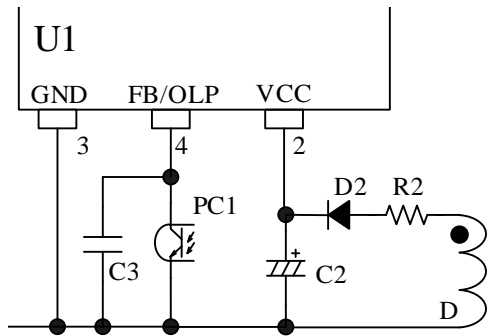 U1
GND FB/OLP VCC
3 4 2
D2 R2
PC1
+
C3 C2
D